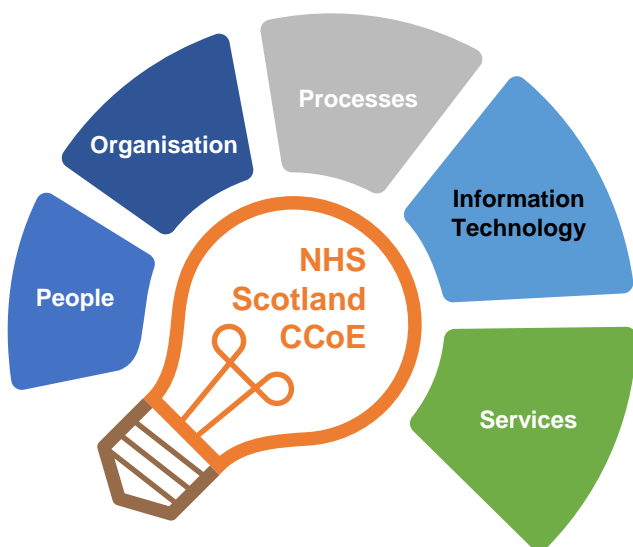 People
Organisation
Processes
Information
Technology
Services
NHS
Scotland
CCoE